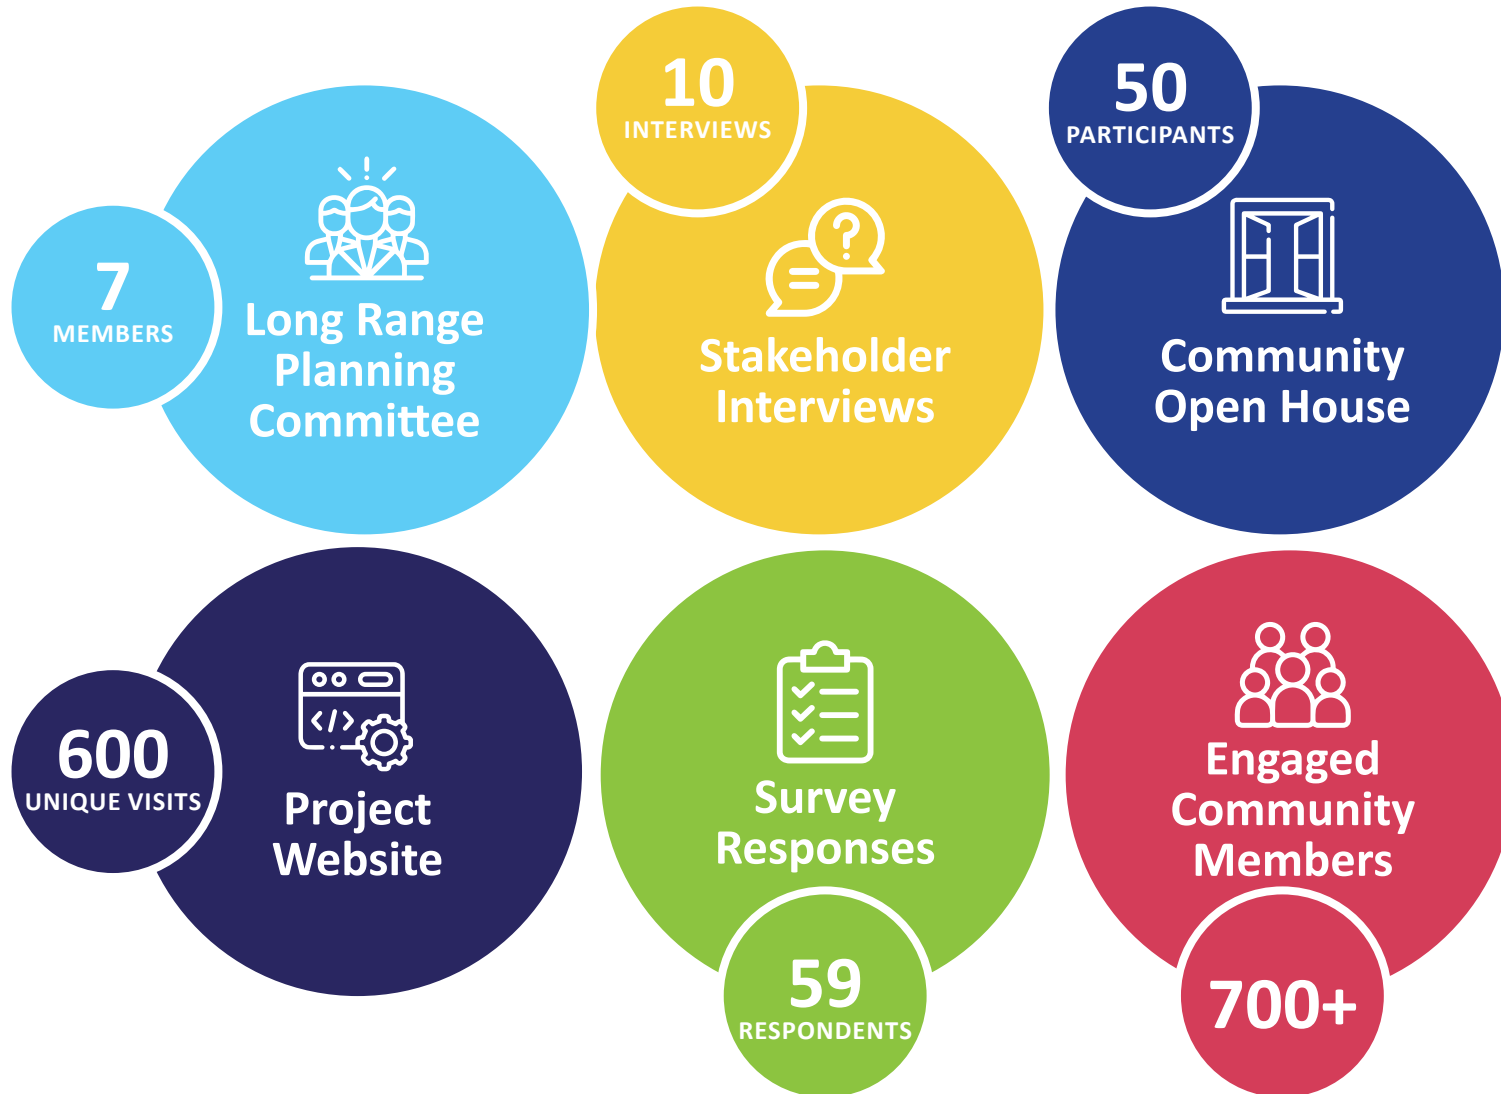 7
MEMBERS
Long Range
Planning
Committee
10
INTERVIEWS
Stakeholder
Interviews
50
PARTICIPANTS
Community
Open House
600
UNIQUE VISITS
</>
Project
Website
Survey
Responses
59
RESPONDENTS
Engaged
Community
Members
700+